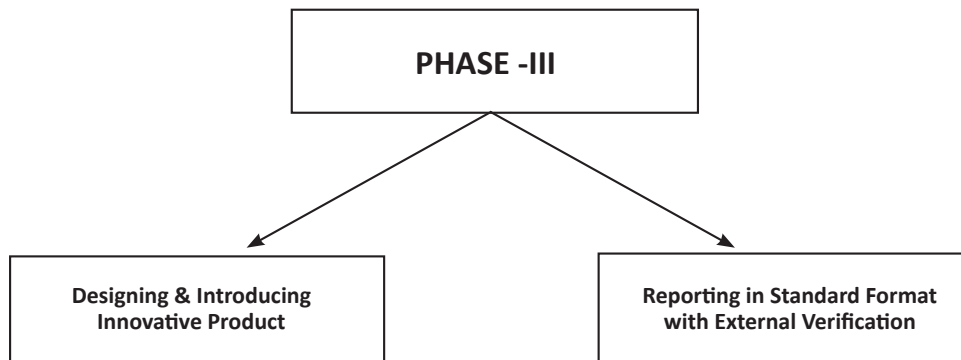 PHASE -III
Designing & Introducing
Innovative Product
Reporting in Standard Format
with External Verification